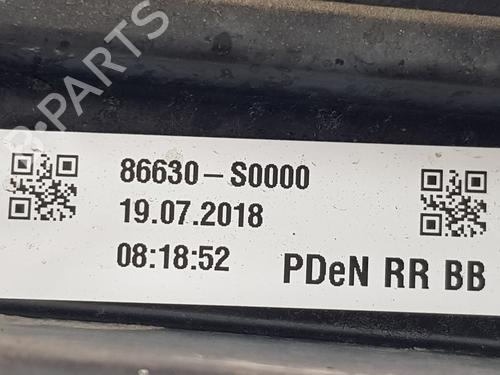 B-PARTS
86630-S0000
19.07.2018
08:18:52
PDeN RR BB